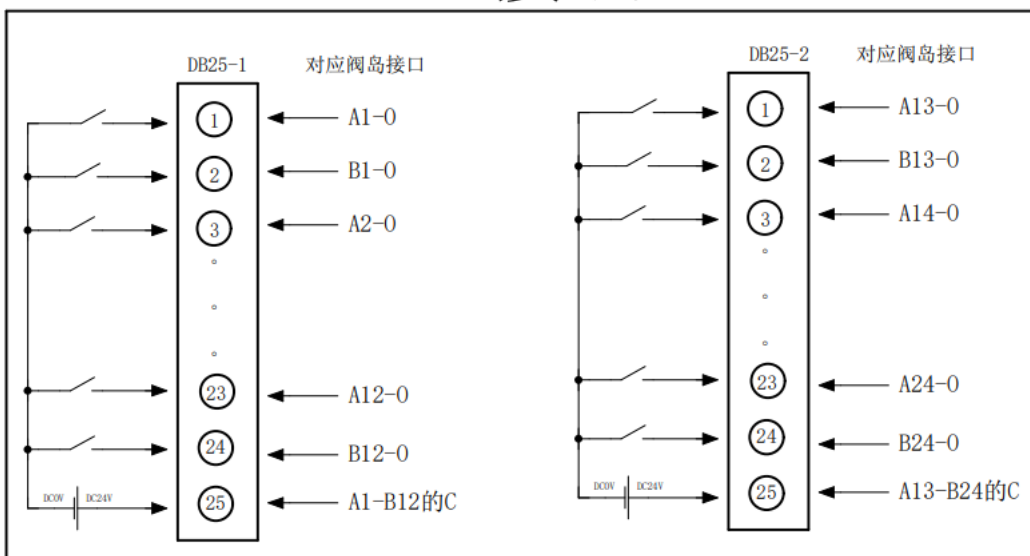 DB25-1 对应阀岛接口
1 A1-0
2 B1-0
3 A2-0
23 A12-0
24 B12-0
DC0V DC24V 25 A1-B12的C
DB25-2 对应阀岛接口
1 A13-0
2 B13-0
3 A14-0
23 A24-0
24 B24-0
DC0V DC24V 25 A13-B24的C